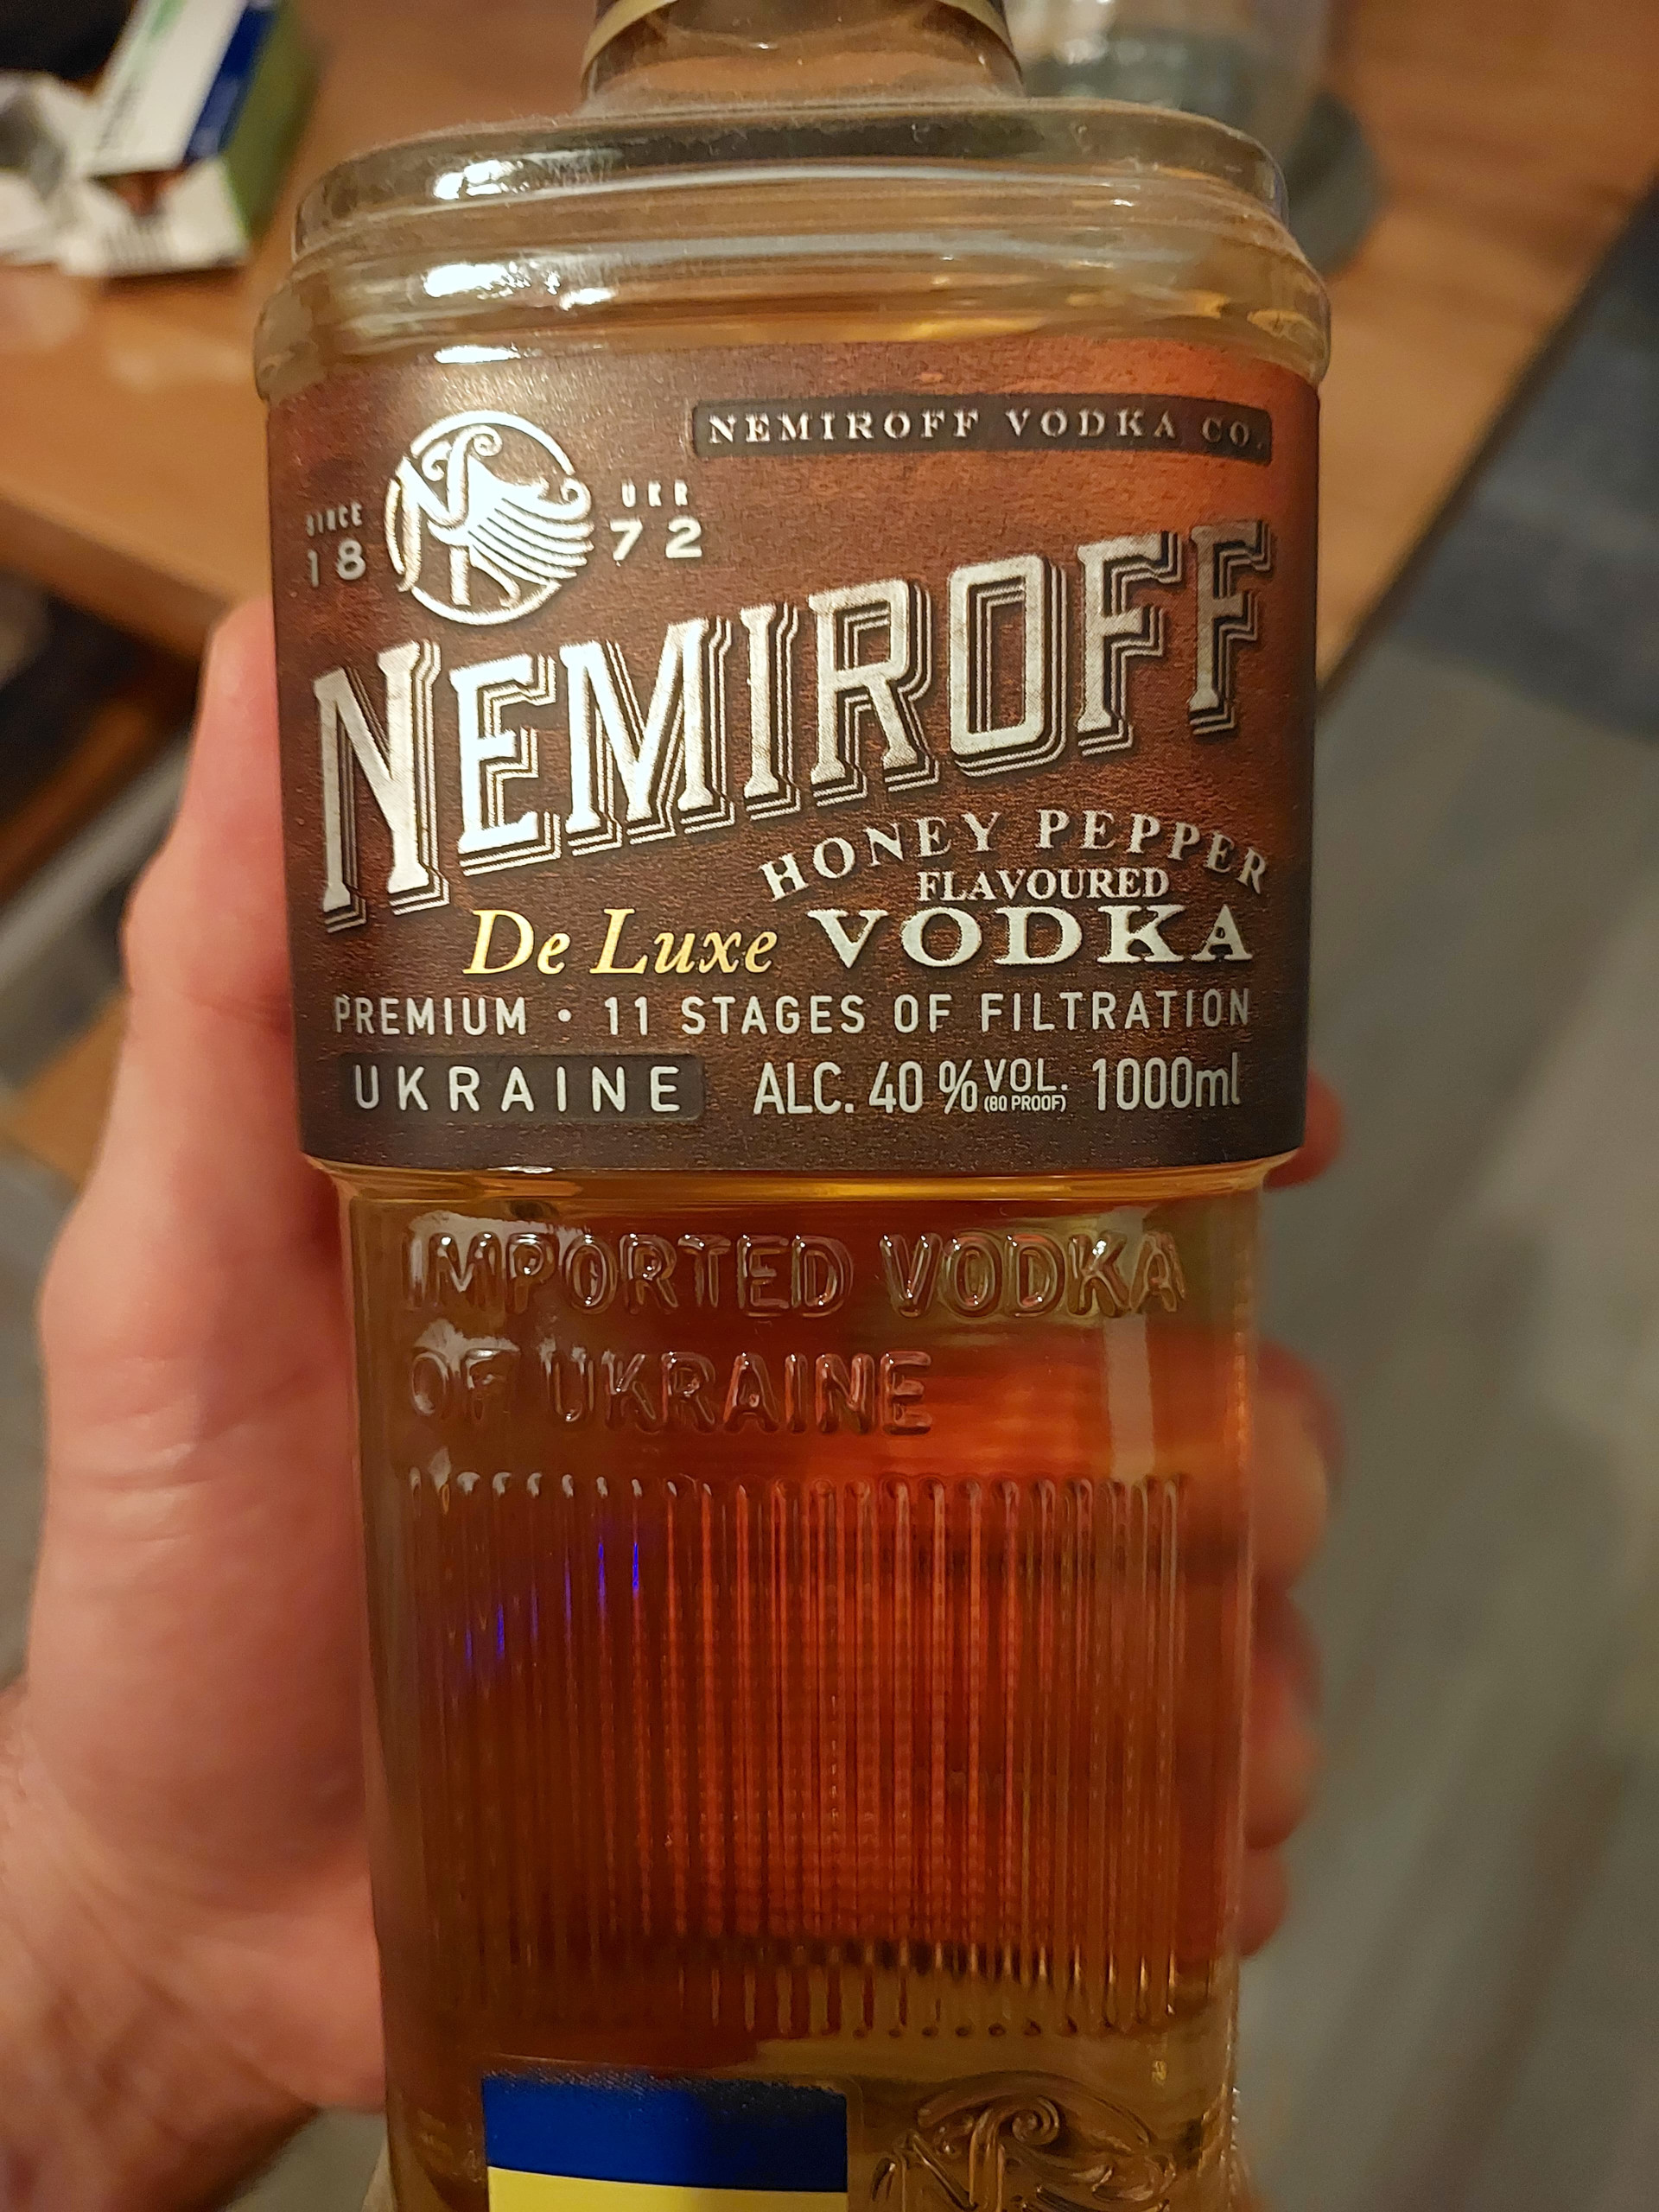 NEMIROFF VODKA CO.
SINCE UKR
18 72
NEMIROFF
HONEY PEPPER
FLAVOURED
De Luxe VODKA
PREMIUM • 11 STAGES OF FILTRATION
UKRAINE ALC. 40 % VOL. (80 PROOF) 1000ml
IMPORTED VODKA
OF UKRAINE